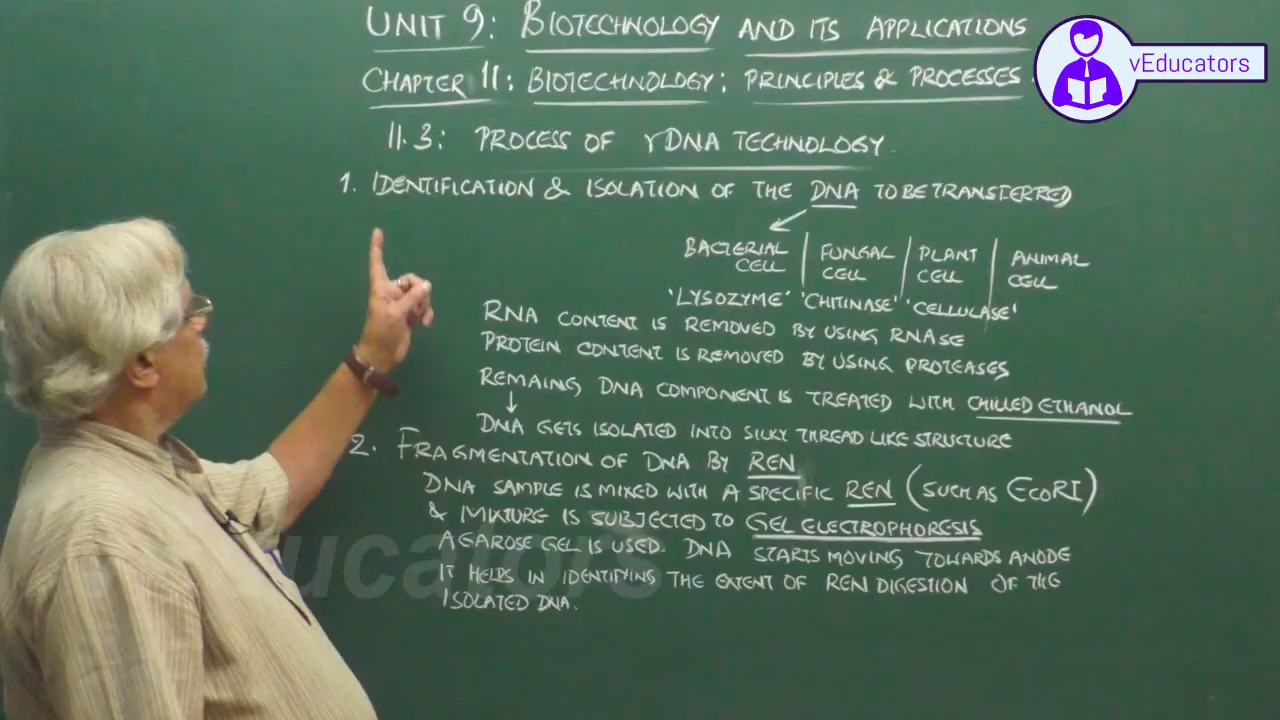 UNIT 9: BIOTECHNOLOGY AND ITS APPLICATIONS
vEducators
CHAPTER 11: BIOTECHNOLOGY: PRINCIPLES & PROCESSES
11.3: PROCESS OF rDNA TECHNOLOGY
1. IDENTIFICATION & ISOLATION OF THE DNA TO BE TRANSFERRED
BACTERIAL CELL
FUNGAL CELL
PLANT CELL
ANIMAL CELL
'LYSOZYME' 'CHITINASE' 'CELLULASE'
RNA CONTENT IS REMOVED BY USING RNASE
PROTEIN CONTENT IS REMOVED BY USING PROTEASES
REMAING DNA COMPONENT IS TREATED WITH CHILLED ETHANOL
↓
DNA GETS ISOLATED INTO SILKY THREAD LIKE STRUCTURE
2. FRAGMENTATION OF DNA BY REN
DNA SAMPLE IS MIXED WITH A SPECIFIC REN (SUCH AS ECORI)
& MIXTURE IS SUBJECTED TO GEL ELECTROPHORESIS
AGAROSE GEL IS USED. DNA STARTS MOVING TOWARDS ANODE
IT HELPS IN IDENTIFYING THE EXTENT OF REN DIGESTION OF THE
ISOLATED DNA.
ducators